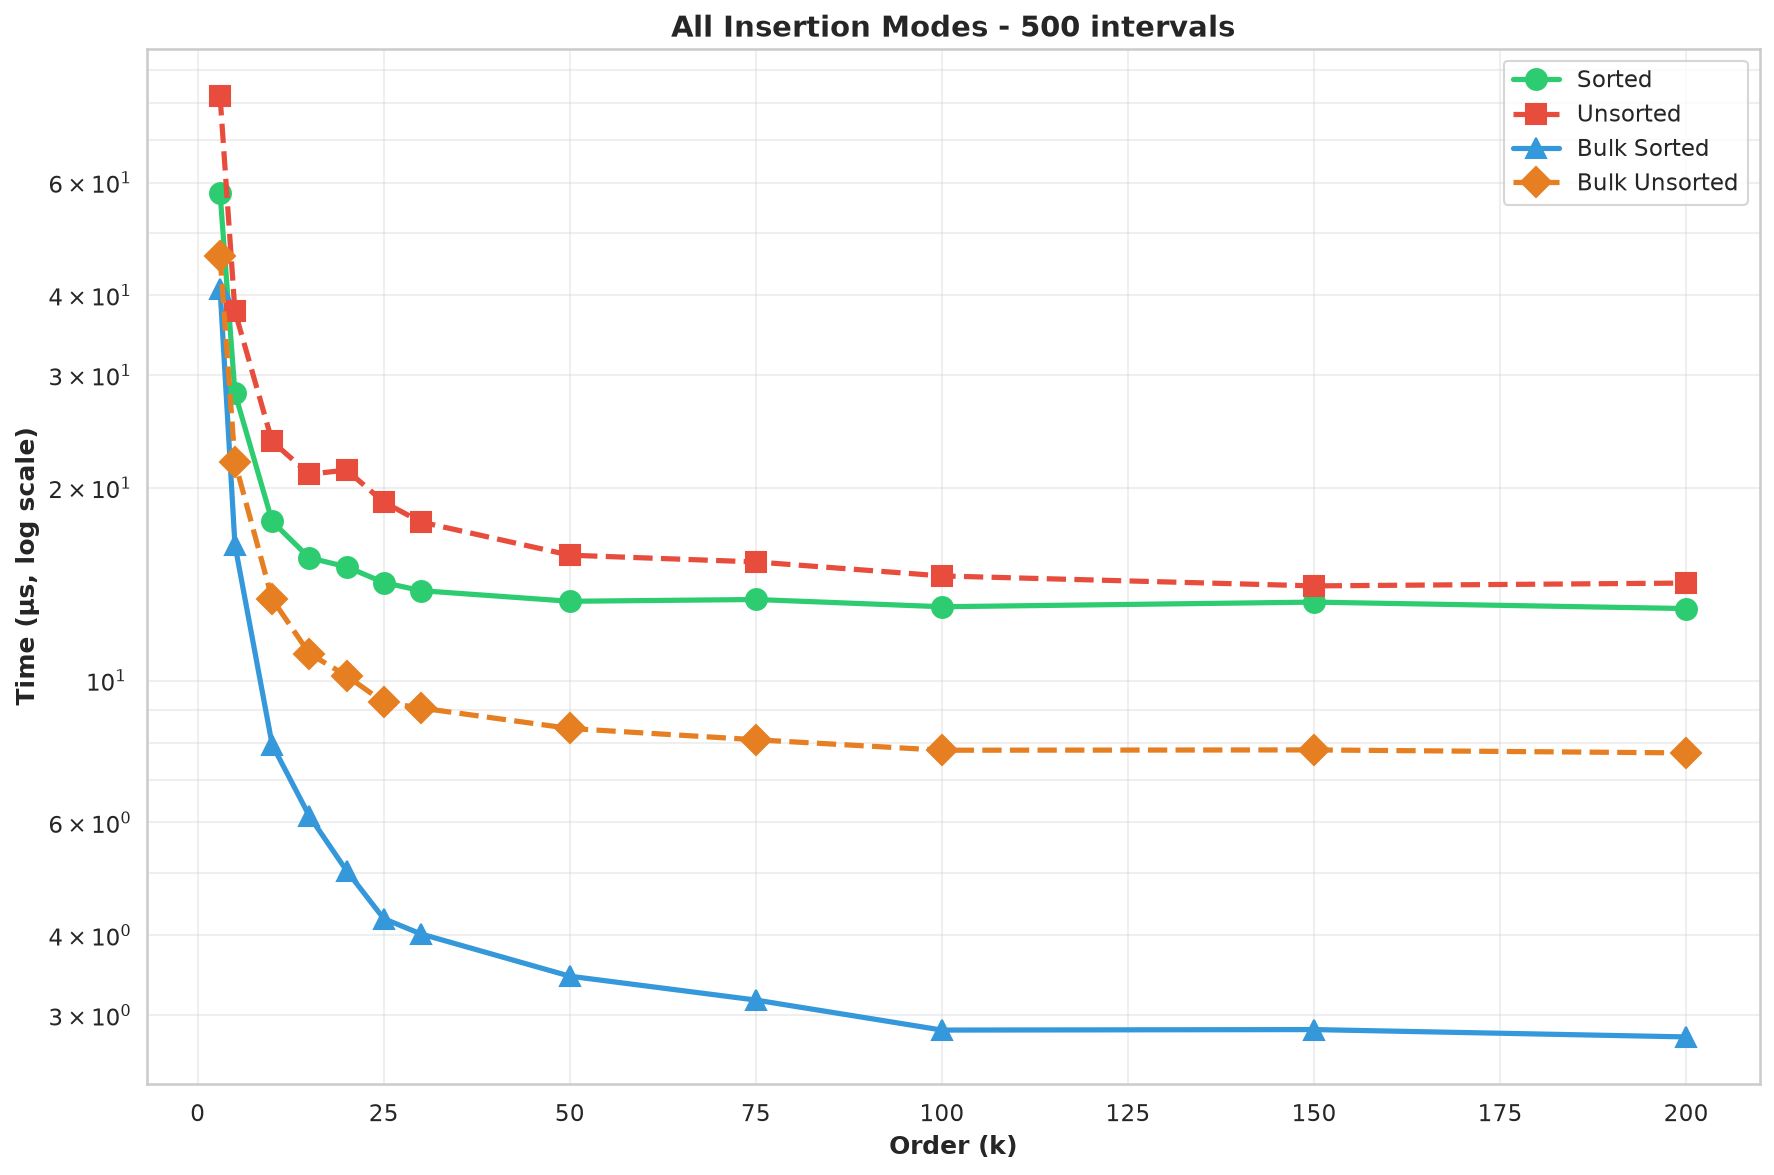 All Insertion Modes - 500 intervals
Sorted
Unsorted
Bulk Sorted
Bulk Unsorted
Time (µs, log scale)
6 × 10¹
4 × 10¹
3 × 10¹
2 × 10¹
10¹
6 × 10⁰
4 × 10⁰
3 × 10⁰
0 25 50 75 100 125 150 175 200
Order (k)